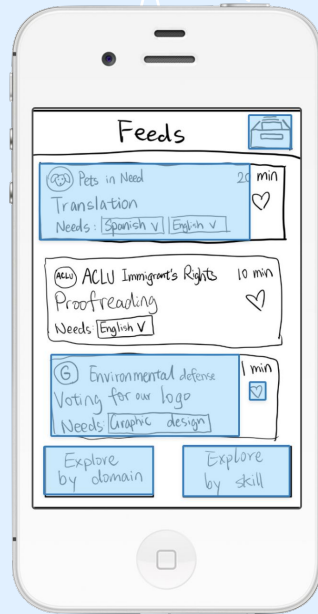 Feeds
Pets in Need 20 min
Translation
Needs: Spanish V English V
ACLU ACLU Immigrant's Rights 10 min
Proofreading
Needs English V
G Environmental defense 1 min
Voting for our logo
Needs Graphic design
Explore by domain
Explore by skill